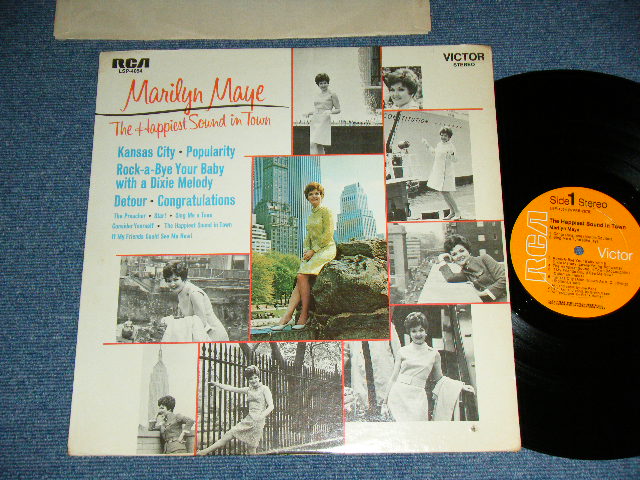 RCA
LSP-4054
VICTOR
STEREO
Marilyn Maye
The Happiest Sound in Town
Kansas City • Popularity
Rock-a-Bye Your Baby
with a Dixie Melody
Detour • Congratulations
The Preacher • Star! • Sing Me a Tune
Consider Yourself • The Happiest Sound in Town
If My Friends Could See Me Now!
CONSTITUTION
Side 1 Stereo
The Happiest Sound in Town
Marilyn Maye
RCA
Victor